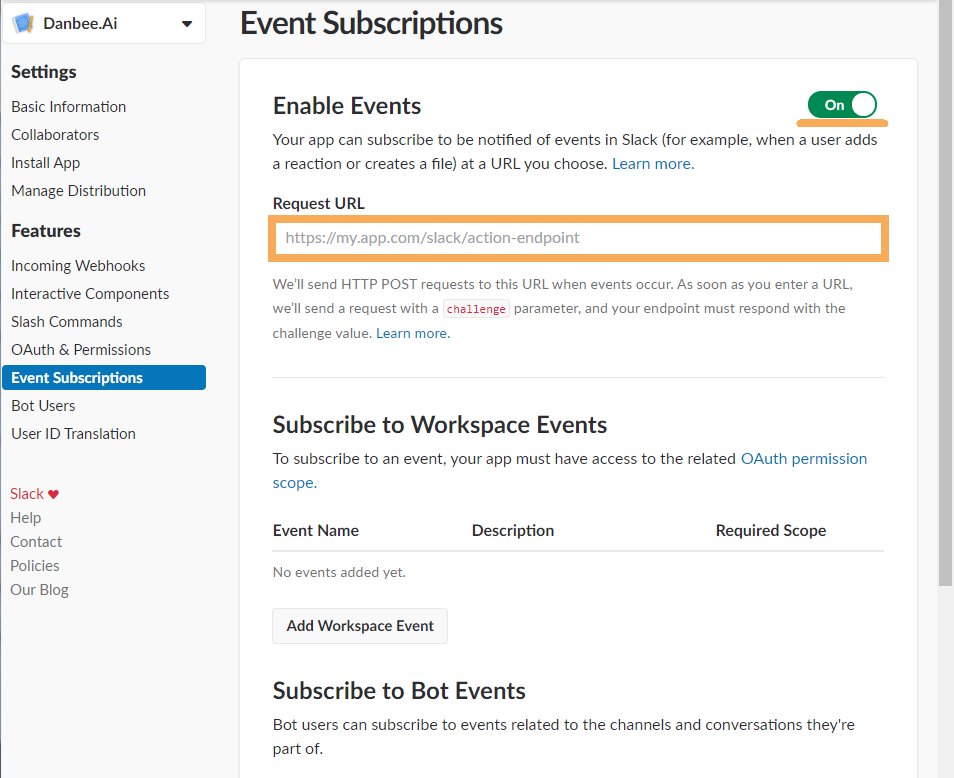 Danbee.Ai
Settings
Basic Information
Collaborators
Install App
Manage Distribution
Features
Incoming Webhooks
Interactive Components
Slash Commands
OAuth & Permissions
Event Subscriptions
Bot Users
User ID Translation
Slack ♥
Help
Contact
Policies
Our Blog
Event Subscriptions
Enable Events
On
Your app can subscribe to be notified of events in Slack (for example, when a user adds
a reaction or creates a file) at a URL you choose. Learn more.
Request URL
https://my.app.com/slack/action-endpoint
We'll send HTTP POST requests to this URL when events occur. As soon as you enter a URL,
we'll send a request with a challenge parameter, and your endpoint must respond with the
challenge value. Learn more.
Subscribe to Workspace Events
To subscribe to an event, your app must have access to the related OAuth permission
scope.
Event Name Description Required Scope
No events added yet.
Add Workspace Event
Subscribe to Bot Events
Bot users can subscribe to events related to the channels and conversations they're
part of.